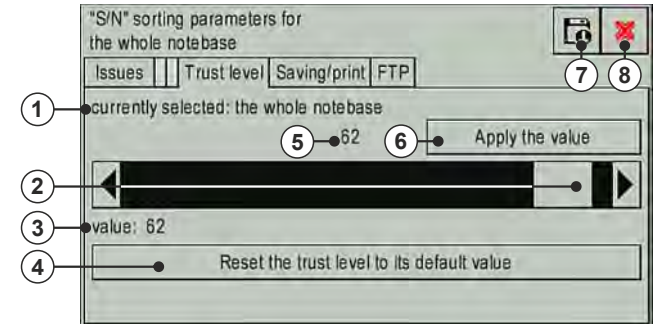 "S/N" sorting parameters for
the whole notebase
7
8
Issues
Trust level
Saving/print
FTP
1
currently selected: the whole notebase
5
62
6
Apply the value
2
3
value: 62
4
Reset the trust level to its default value